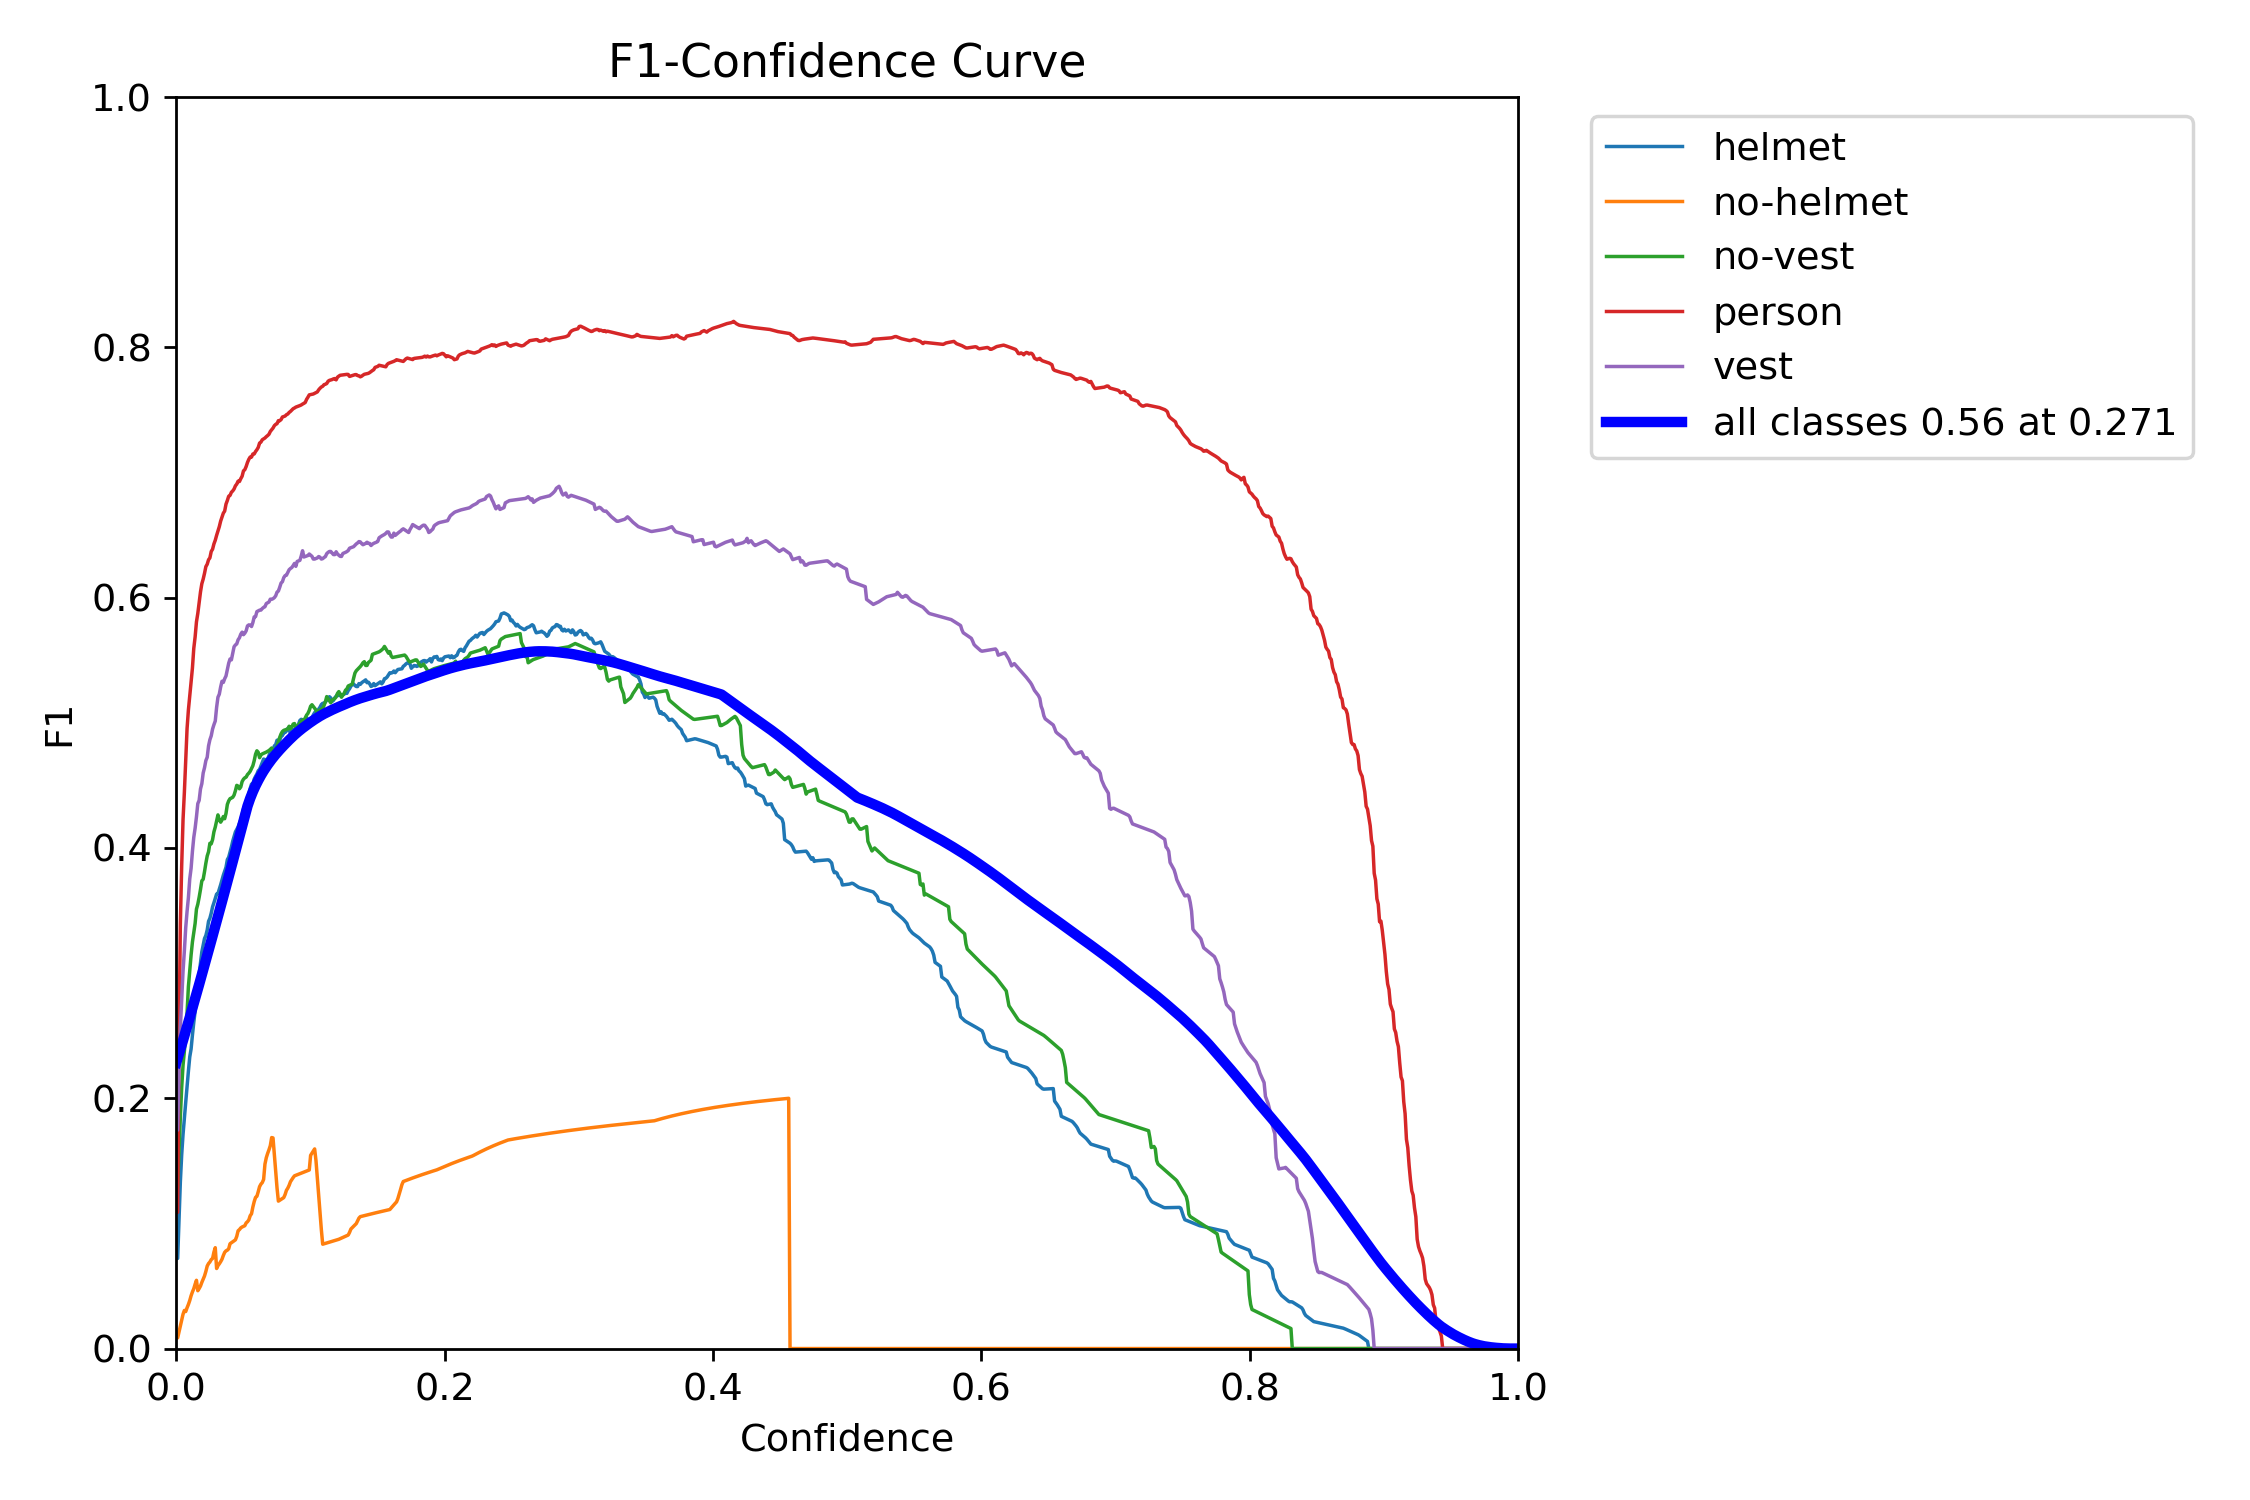 F1-Confidence Curve
1.0
0.8
0.6
0.4
0.2
0.0
F1
0.0 0.2 0.4 0.6 0.8 1.0
Confidence
helmet
no-helmet
no-vest
person
vest
all classes 0.56 at 0.271